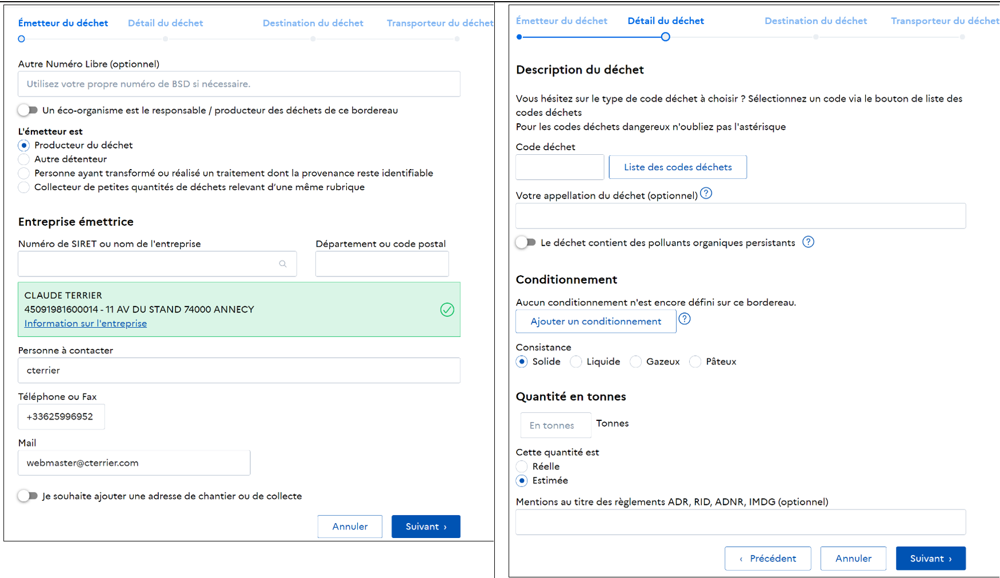 Émetteur du déchet
Détail du déchet
Destination du déchet
Transporteur du déchet
Autre Numéro Libre (optionnel)
Utilisez votre propre numéro de BSD si nécessaire.
Un éco-organisme est le responsable / producteur des déchets de ce bordereau
L'émetteur est
Producteur du déchet
Autre détenteur
Personne ayant transformé ou réalisé un traitement dont la provenance reste identifiable
Collecteur de petites quantités de déchets relevant d’une même rubrique
Entreprise émettrice
Numéro de SIRET ou nom de l'entreprise
Département ou code postal
CLAUDE TERRIER
45091981600014 - 11 AV DU STAND 74000 ANNECY
Information sur l'entreprise
Personne à contacter
cterrier
Téléphone ou Fax
+33625996952
Mail
webmaster@cterrier.com
Je souhaite ajouter une adresse de chantier ou de collecte
Annuler
Suivant ›
Émetteur du déchet
Détail du déchet
Destination du déchet
Transporteur du déchet
Description du déchet
Vous hésitez sur le type de code déchet à choisir ? Sélectionnez un code via le bouton de liste des
codes déchets
Pour les codes déchets dangereux n'oubliez pas l'astérisque
Code déchet
Liste des codes déchets
Votre appellation du déchet (optionnel) ?
Le déchet contient des polluants organiques persistants ?
Conditionnement
Aucun conditionnement n'est encore défini sur ce bordereau.
Ajouter un conditionnement ?
Consistance
Solide
Liquide
Gazeux
Pâteux
Quantité en tonnes
En tonnes
Tonnes
Cette quantité est
Réelle
Estimée
Mentions au titre des règlements ADR, RID, ADNR, IMDG (optionnel)
‹ Précédent
Annuler
Suivant ›